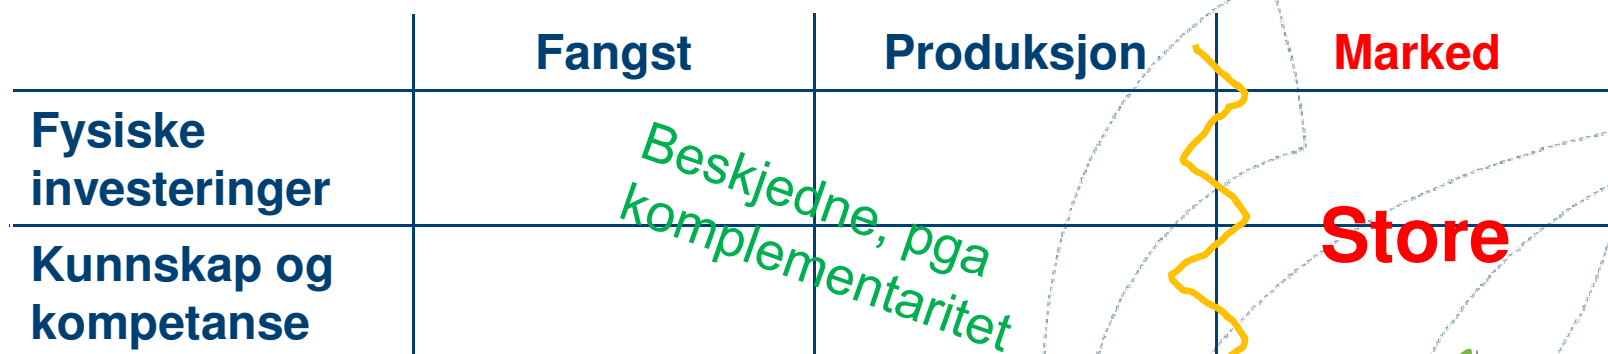 Fangst Produksjon Marked
Fysiske
investeringer
Beskjedne, pga
komplementaritet
Store
Kunnskap og
kompetanse